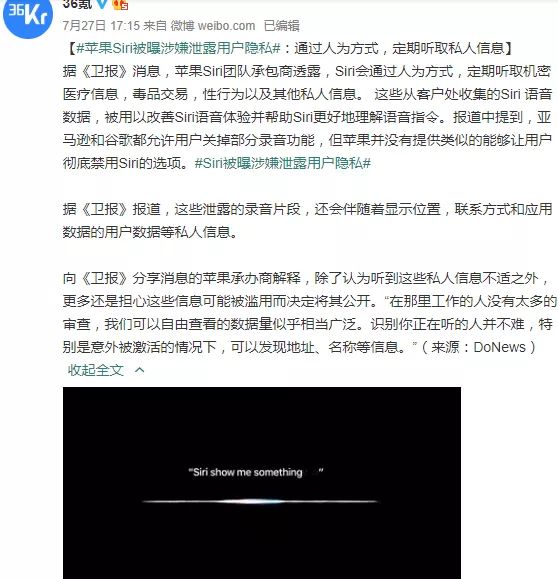 36Kr
36氪
7月27日 17:15 来自 微博 weibo.com 已编辑
【#苹果Siri被曝涉嫌泄露用户隐私#：通过人为方式，定期听取私人信息】
据《卫报》消息，苹果Siri团队承包商透露，Siri会通过人为方式，定期听取机密
医疗信息，毒品交易，性行为以及其他私人信息。 这些从客户处收集的Siri 语音
数据，被用以改善Siri语音体验并帮助Siri更好地理解语音指令。报道中提到，亚
马逊和谷歌都允许用户关掉部分录音功能，但苹果并没有提供类似的能够让用户
彻底禁用Siri的选项。#Siri被曝涉嫌泄露用户隐私#
据《卫报》报道，这些泄露的录音片段，还会伴随着显示位置，联系方式和应用
数据的用户数据等私人信息。
向《卫报》分享消息的苹果承办商解释，除了认为听到这些私人信息不适之外，
更多还是担心这些信息可能被滥用而决定将其公开。“在那里工作的人没有太多的
审查，我们可以自由查看的数据量似乎相当广泛。识别你正在听的人并不难，特
别是意外被激活的情况下，可以发现地址、名称等信息。”（来源：DoNews）
收起全文
“Siri show me something ”